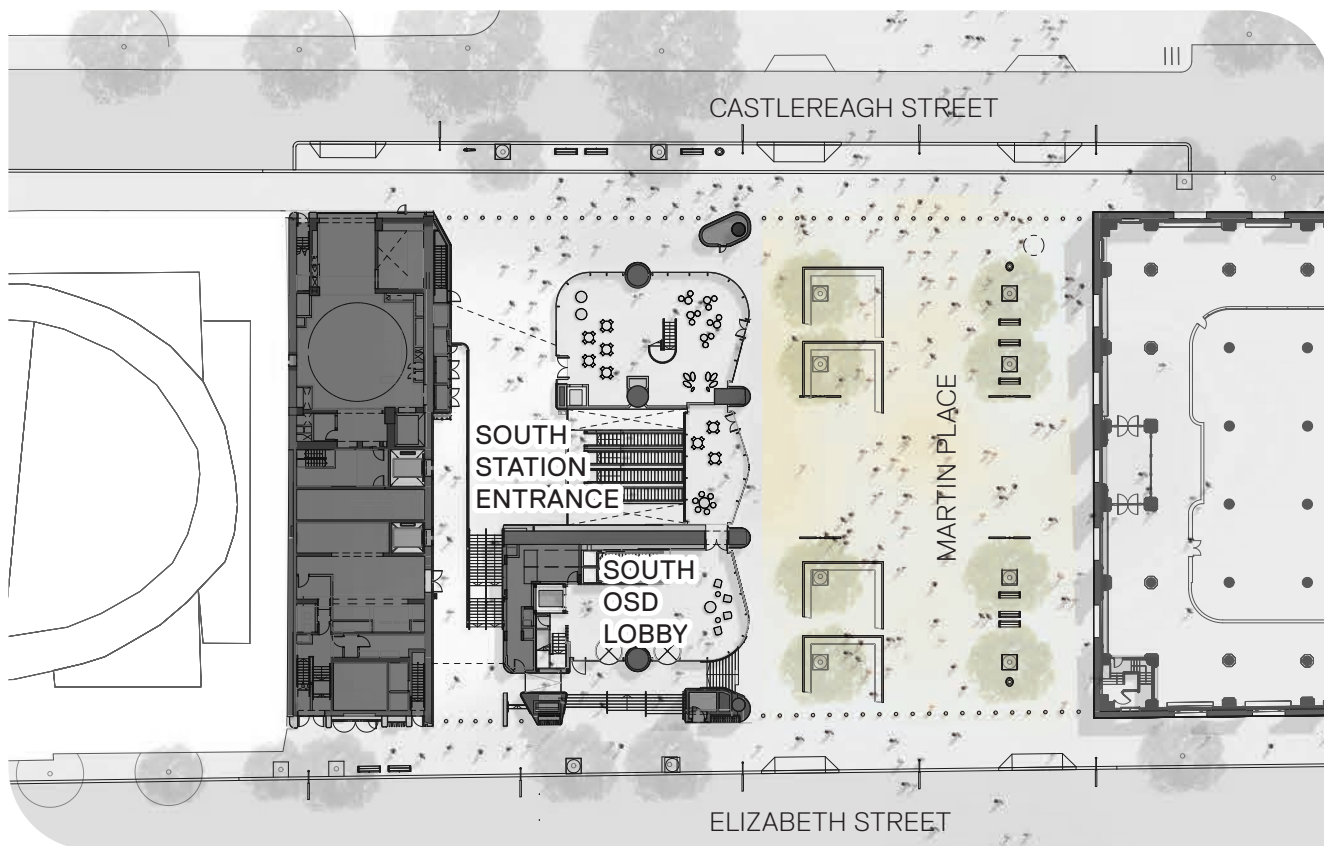 CASTLEREAGH STREET
SOUTH
STATION
ENTRANCE
MARTIN PLACE
SOUTH
OSD
LOBBY
ELIZABETH STREET